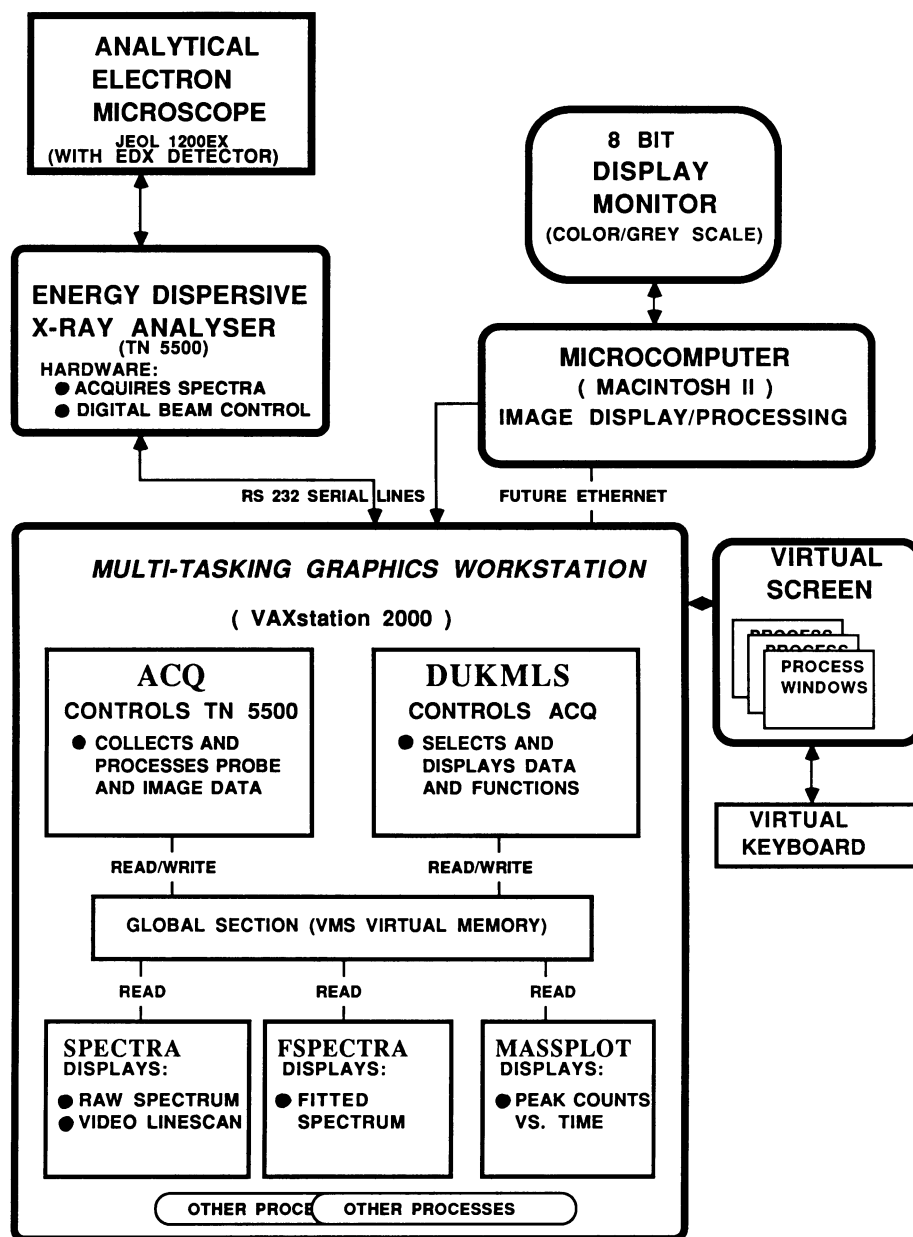 ANALYTICAL
ELECTRON
MICROSCOPE
JEOL 1200EX
(WITH EDX DETECTOR)
8 BIT
DISPLAY
MONITOR
(COLOR/GREY SCALE)
ENERGY DISPERSIVE
X-RAY ANALYSER
(TN 5500)
HARDWARE:
● ACQUIRES SPECTRA
● DIGITAL BEAM CONTROL
MICROCOMPUTER
( MACINTOSH II )
IMAGE DISPLAY/PROCESSING
RS 232 SERIAL LINES
FUTURE ETHERNET
MULTI-TASKING GRAPHICS WORKSTATION
( VAXstation 2000 )
ACQ
CONTROLS TN 5500
● COLLECTS AND
PROCESSES PROBE
AND IMAGE DATA
DUKMLS
CONTROLS ACQ
● SELECTS AND
DISPLAYS DATA
AND FUNCTIONS
VIRTUAL
SCREEN
PROCESS
PROCESS
PROCESS
WINDOWS
VIRTUAL
KEYBOARD
READ/WRITE
READ/WRITE
GLOBAL SECTION (VMS VIRTUAL MEMORY)
READ
READ
READ
SPECTRA
DISPLAYS:
● RAW SPECTRUM
● VIDEO LINESCAN
FSPECTRA
DISPLAYS:
● FITTED
SPECTRUM
MASSPLOT
DISPLAYS:
● PEAK COUNTS
VS. TIME
OTHER PROCE
OTHER PROCESSES